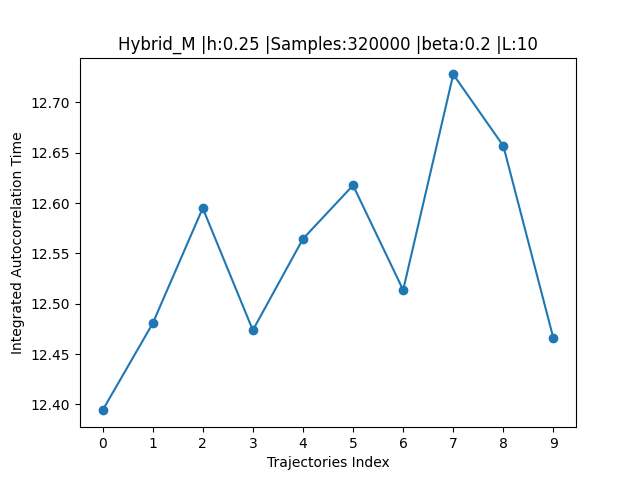 Hybrid_M |h:0.25 |Samples:320000 |beta:0.2 |L:10
Integrated Autocorrelation Time
12.70
12.65
12.60
12.55
12.50
12.45
12.40
0 1 2 3 4 5 6 7 8 9
Trajectories Index